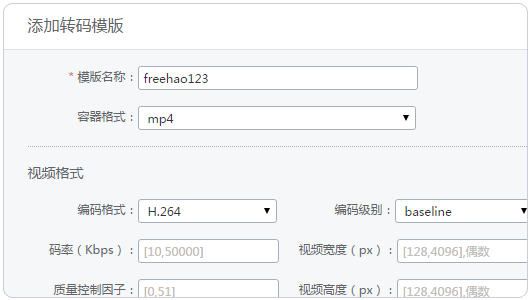 添加转码模版
* 模版名称： freehao123
容器格式： mp4
视频格式
编码格式： H.264 编码级别： baseline
码率（Kbps）： [10,50000] 视频宽度（px）： [128,4096],偶数
质量控制因子： [0,51] 视频高度（px）： [128,4096],偶数